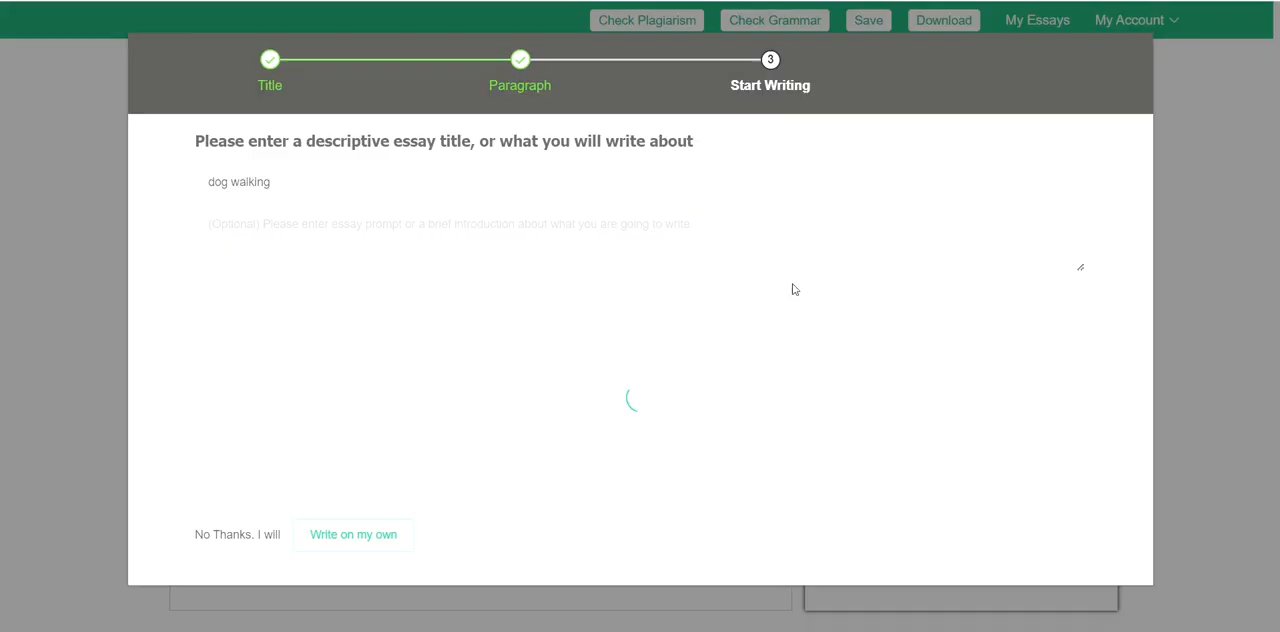 Check Plagiarism Check Grammar Save Download My Essays My Account
3
Title Paragraph Start Writing
Please enter a descriptive essay title, or what you will write about
dog walking
(Optional) Please enter essay prompt or a brief introduction about what you are going to write
No Thanks. I will Write on my own